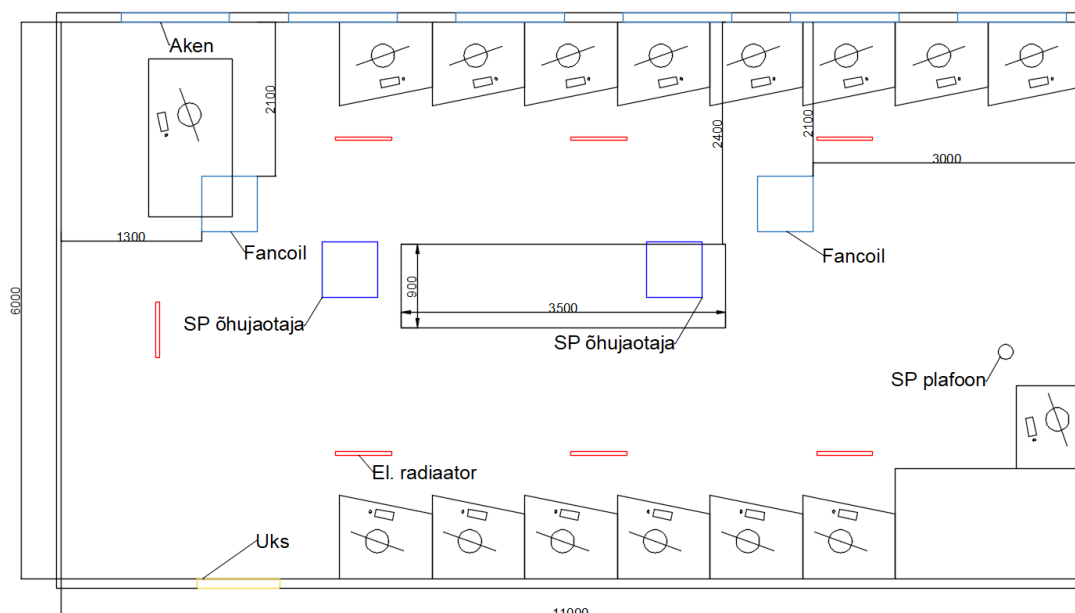 Aken
2100
2400
2100
3000
1300
Fancoil
Fancoil
6000
900
3500
SP õhujaotaja
SP õhujaotaja
SP plafoon
El. radiaator
Uks
11000